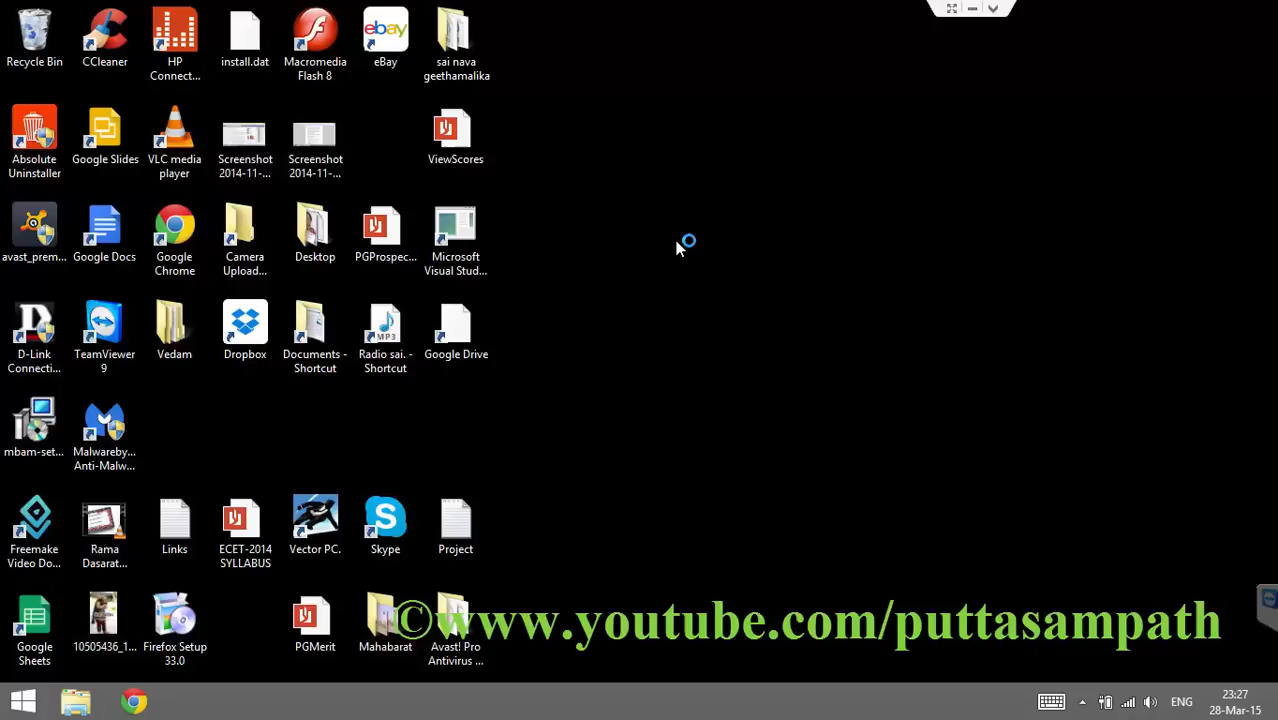 Recycle Bin
CCleaner
HP
Connect...
install.dat
Macromedia
Flash 8
ebay
eBay
sai nava
geethamalika
Absolute
Uninstaller
Google Slides
VLC media
player
Screenshot
2014-11-...
Screenshot
2014-11-...
ViewScores
avast_prem...
Google Docs
Google
Chrome
Camera
Upload...
Desktop
PGProspec...
Microsoft
Visual Stud...
D-Link
Connecti...
TeamViewer
9
Vedam
Dropbox
Documents -
Shortcut
MP3
Radio sai. -
Shortcut
Google Drive
mbam-set...
Malwareby...
Anti-Malw...
Freemake
Video Do...
Rama
Dasarat...
Links
ECET-2014
SYLLABUS
Vector PC.
Skype
Project
Google
Sheets
10505436_1...
Firefox Setup
33.0
PGMerit
Mahabarat
Avast! Pro
Antivirus ...
©www.youtube.com/puttasampath
ENG
23:27
28-Mar-15